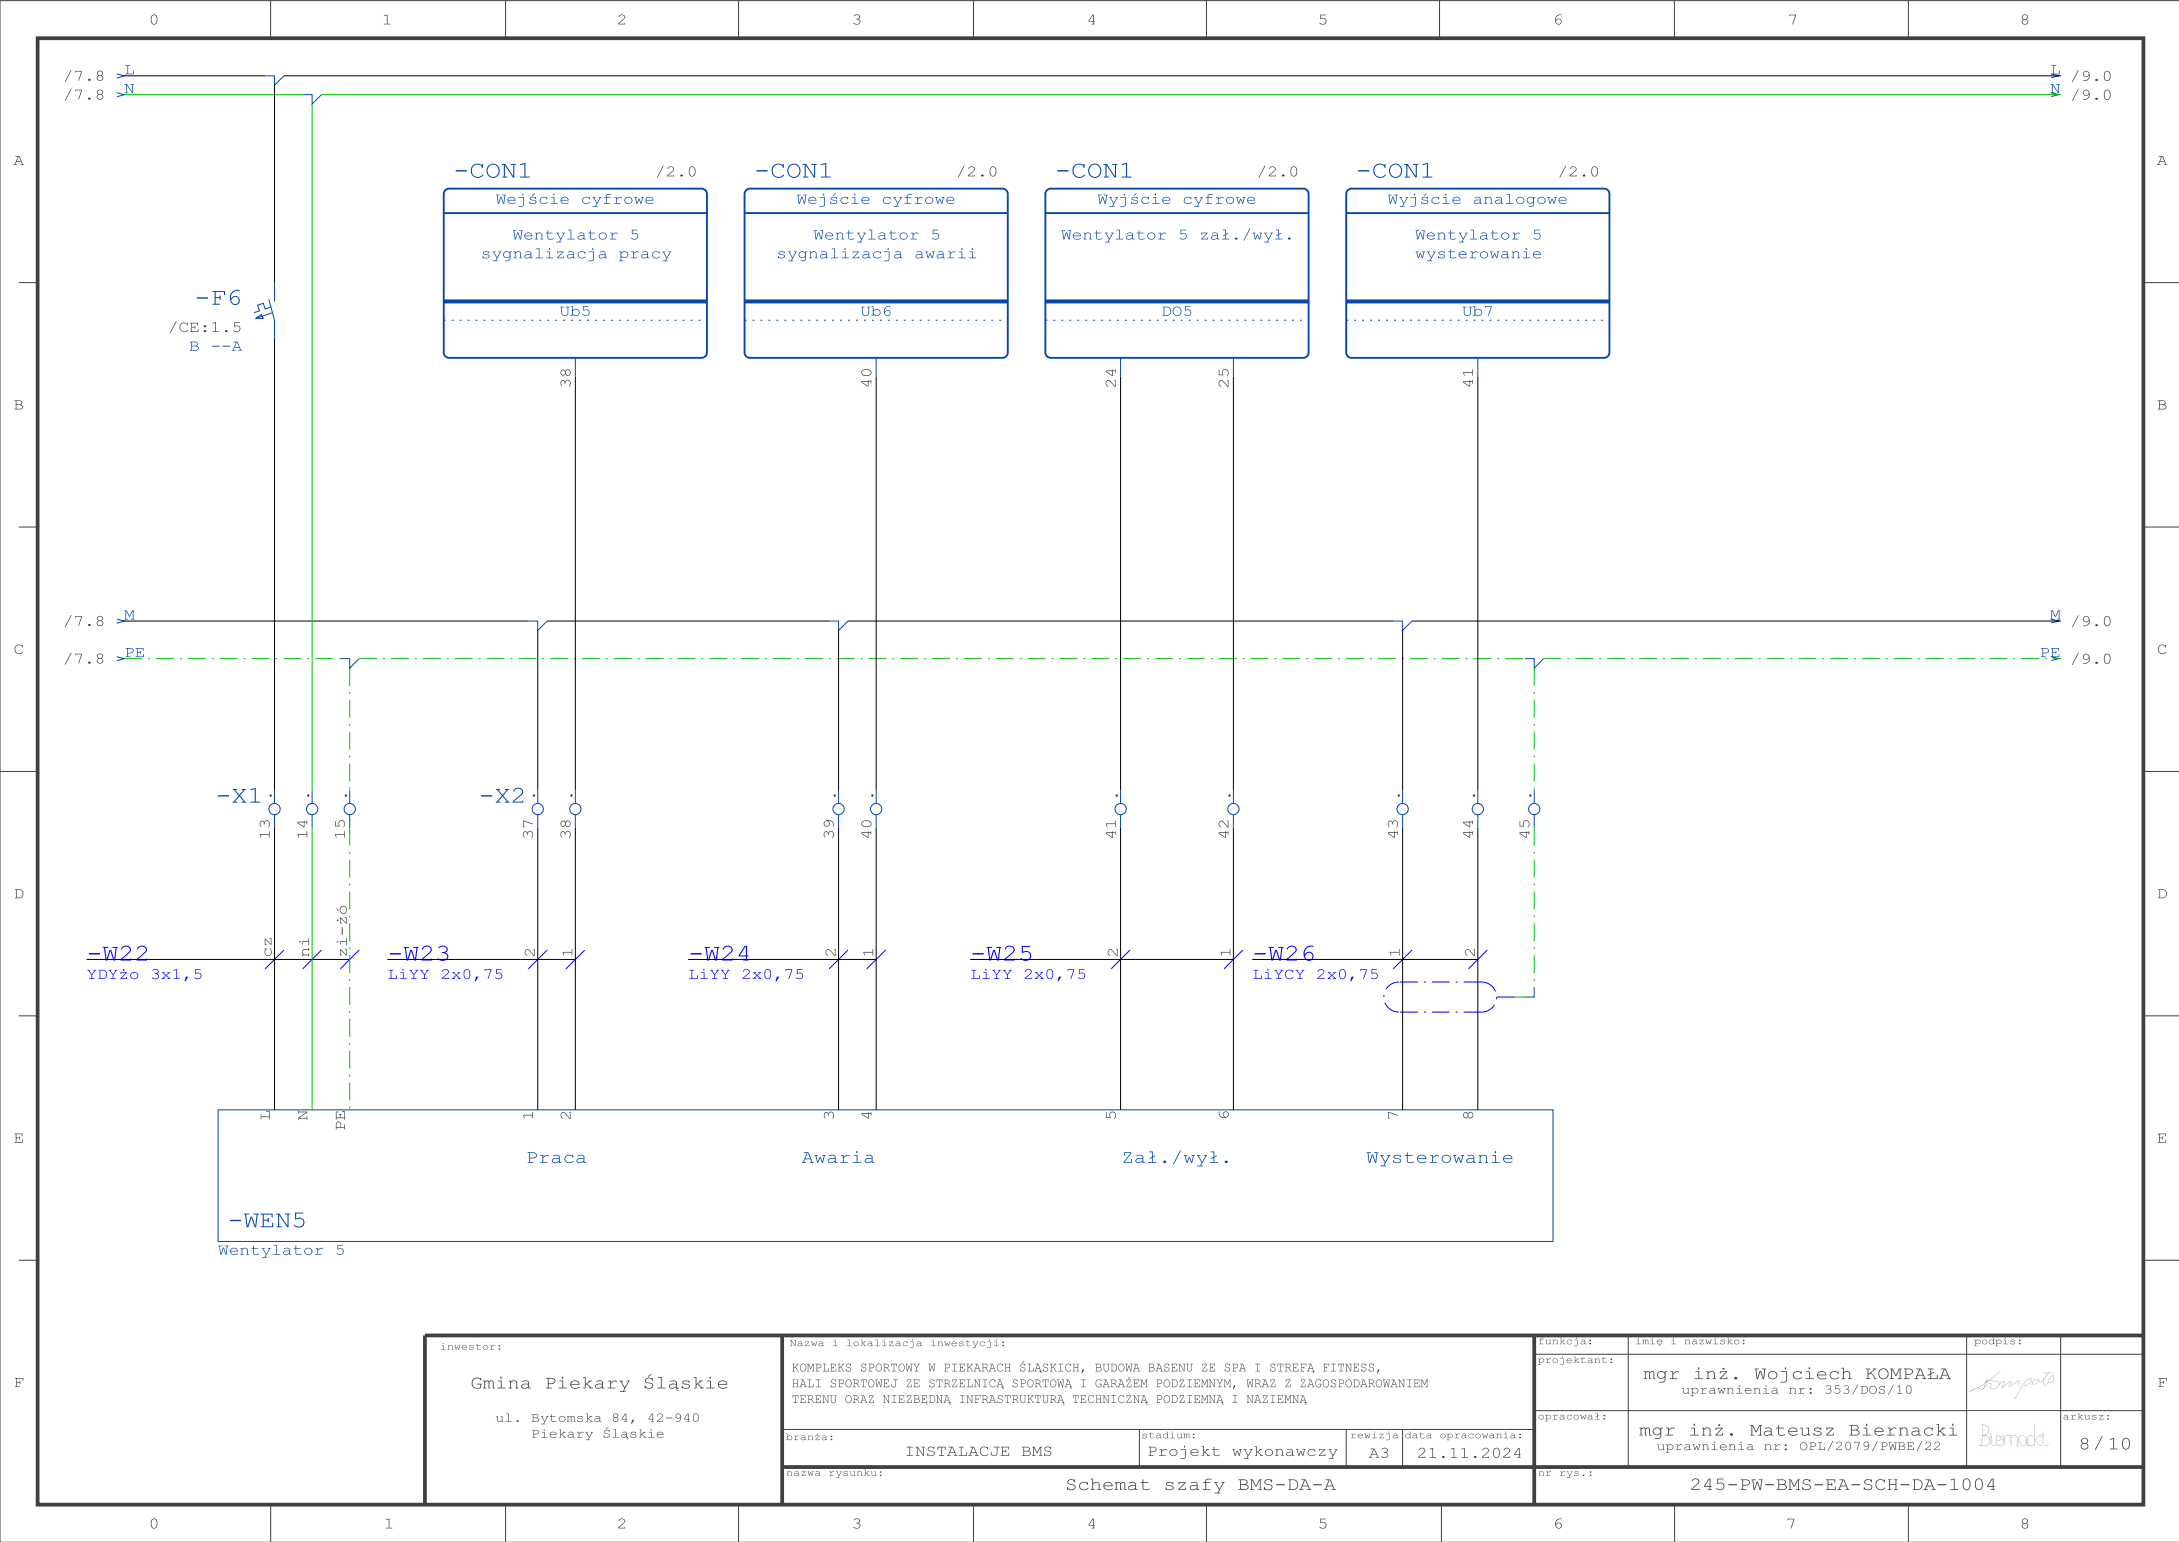 0 1 2 3 4 5 6 7 8
/7.8 L L /9.0
/7.8 N N /9.0
A A
-CON1 /2.0 -CON1 /2.0 -CON1 /2.0 -CON1 /2.0
Wejście cyfrowe Wejście cyfrowe Wyjście cyfrowe Wyjście analogowe
Wentylator 5 Wentylator 5 Wentylator 5 zał./wył. Wentylator 5
sygnalizacja pracy sygnalizacja awarii wysterowanie
-F6
Ub5 Ub6 DO5 Ub7
/CE:1.5
B --A
38 40 24 25 41
B B
/7.8 M M /9.0
C C
/7.8 PE PE /9.0
-X1 -X2
13 14 15 37 38 39 40 41 42 43 44 45
D D
cz ni zi-żó 2 1 2 1 2 1 1 2
-W22 -W23 -W24 -W25 -W26
YDYżo 3x1,5 LiYY 2x0,75 LiYY 2x0,75 LiYY 2x0,75 LiYCY 2x0,75
L N PE 1 2 3 4 5 6 7 8
E E
Praca Awaria Zał./wył. Wysterowanie
-WEN5
Wentylator 5
inwestor:
Gmina Piekary Śląskie
ul. Bytomska 84, 42-940
Piekary Śląskie
Nazwa i lokalizacja inwestycji:
KOMPLEKS SPORTOWY W PIEKARACH ŚLĄSKICH, BUDOWA BASENU ZE SPA I STREFĄ FITNESS,
HALI SPORTOWEJ ZE STRZELNICĄ SPORTOWĄ I GARAŻEM PODZIEMNYM, WRAZ Z ZAGOSPODAROWANIEM
TERENU ORAZ NIEZBĘDNĄ INFRASTRUKTURĄ TECHNICZNĄ PODZIEMNĄ I NAZIEMNĄ
branża: stadium: rewizja data opracowania:
INSTALACJE BMS Projekt wykonawczy A3 21.11.2024
nazwa rysunku:
Schemat szafy BMS-DA-A
funkcja: imię i nazwisko: podpis:
projektant:
mgr inż. Wojciech KOMPAŁA
uprawnienia nr: 353/DOS/10
Kompała
opracował: arkusz:
mgr inż. Mateusz Biernacki
uprawnienia nr: OPL/2079/PWBE/22
Biernacki
8/10
nr rys.:
245-PW-BMS-EA-SCH-DA-1004
F F
0 1 2 3 4 5 6 7 8